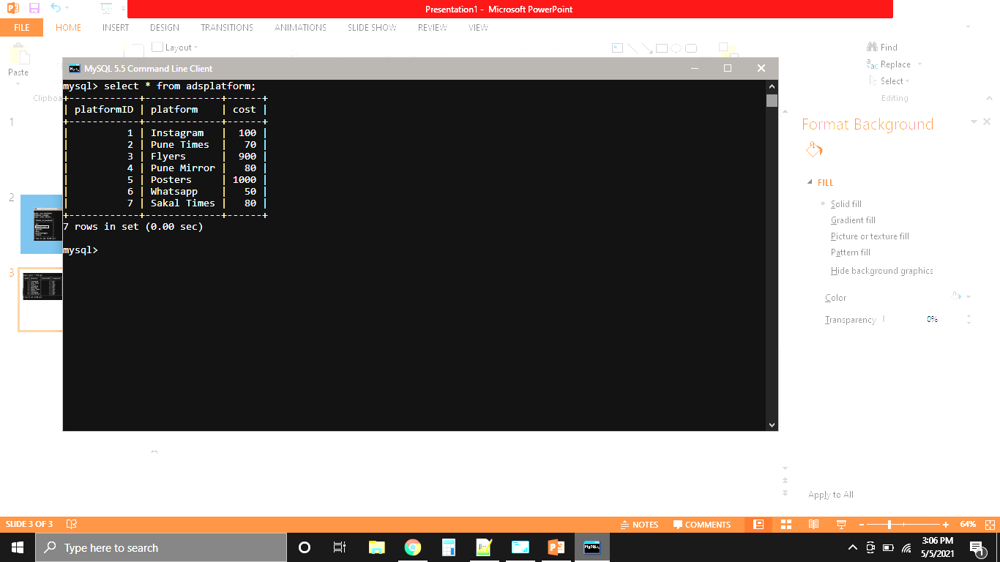 Presentation1 - Microsoft PowerPoint
FILE HOME INSERT DESIGN TRANSITIONS ANIMATIONS SLIDE SHOW REVIEW VIEW
Paste
Layout
Find
Replace
Select
Editing
MySQL 5.5 Command Line Client
mysql> select * from adsplatform;
+------------+-------------+------+
| platformID | platform    | cost |
+------------+-------------+------+
|          1 | Instagram   |  100 |
|          2 | Pune Times  |   70 |
|          3 | Flyers      |  900 |
|          4 | Pune Mirror |   80 |
|          5 | Posters     | 1000 |
|          6 | Whatsapp    |   50 |
|          7 | Sakal Times |   80 |
+------------+-------------+------+
7 rows in set (0.00 sec)
mysql>
1
2
3
Format Background
FILL
Solid fill
Gradient fill
Picture or texture fill
Pattern fill
Hide background graphics
Color
Transparency 0%
Apply to All
SLIDE 3 OF 3
NOTES COMMENTS 64%
Type here to search
3:06 PM
5/5/2021
1